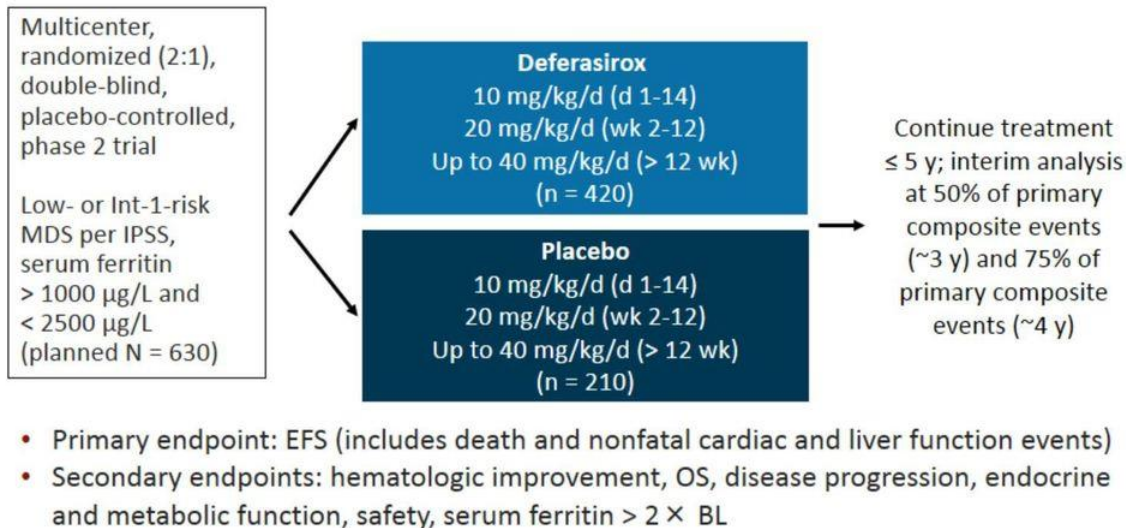 Multicenter,
randomized (2:1),
double-blind,
placebo-controlled,
phase 2 trial
Low- or Int-1-risk
MDS per IPSS,
serum ferritin
> 1000 µg/L and
< 2500 µg/L
(planned N = 630)
Deferasirox
10 mg/kg/d (d 1-14)
20 mg/kg/d (wk 2-12)
Up to 40 mg/kg/d (> 12 wk)
(n = 420)
Placebo
10 mg/kg/d (d 1-14)
20 mg/kg/d (wk 2-12)
Up to 40 mg/kg/d (> 12 wk)
(n = 210)
Continue treatment
≤ 5 y; interim analysis
at 50% of primary
composite events
(~3 y) and 75% of
primary composite
events (~4 y)
• Primary endpoint: EFS (includes death and nonfatal cardiac and liver function events)
• Secondary endpoints: hematologic improvement, OS, disease progression, endocrine
and metabolic function, safety, serum ferritin > 2 × BL